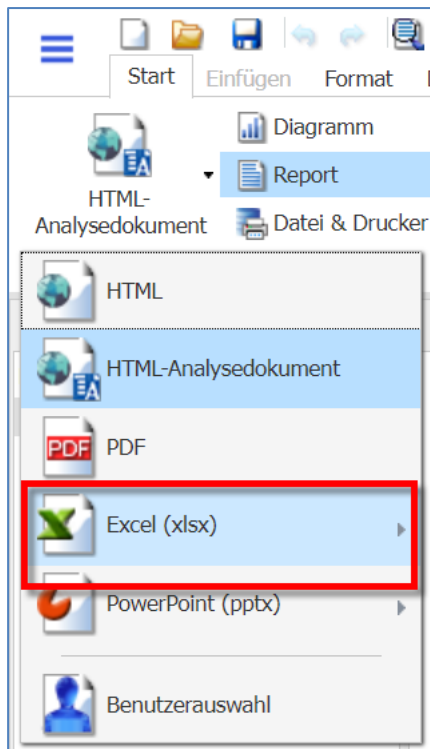 Start Einfügen Format
Diagramm
Report
HTML-
Analysedokument
Datei & Drucker
HTML
A
HTML-Analysedokument
A
PDF
PDF
Excel (xlsx)
PowerPoint (pptx)
Benutzerauswahl